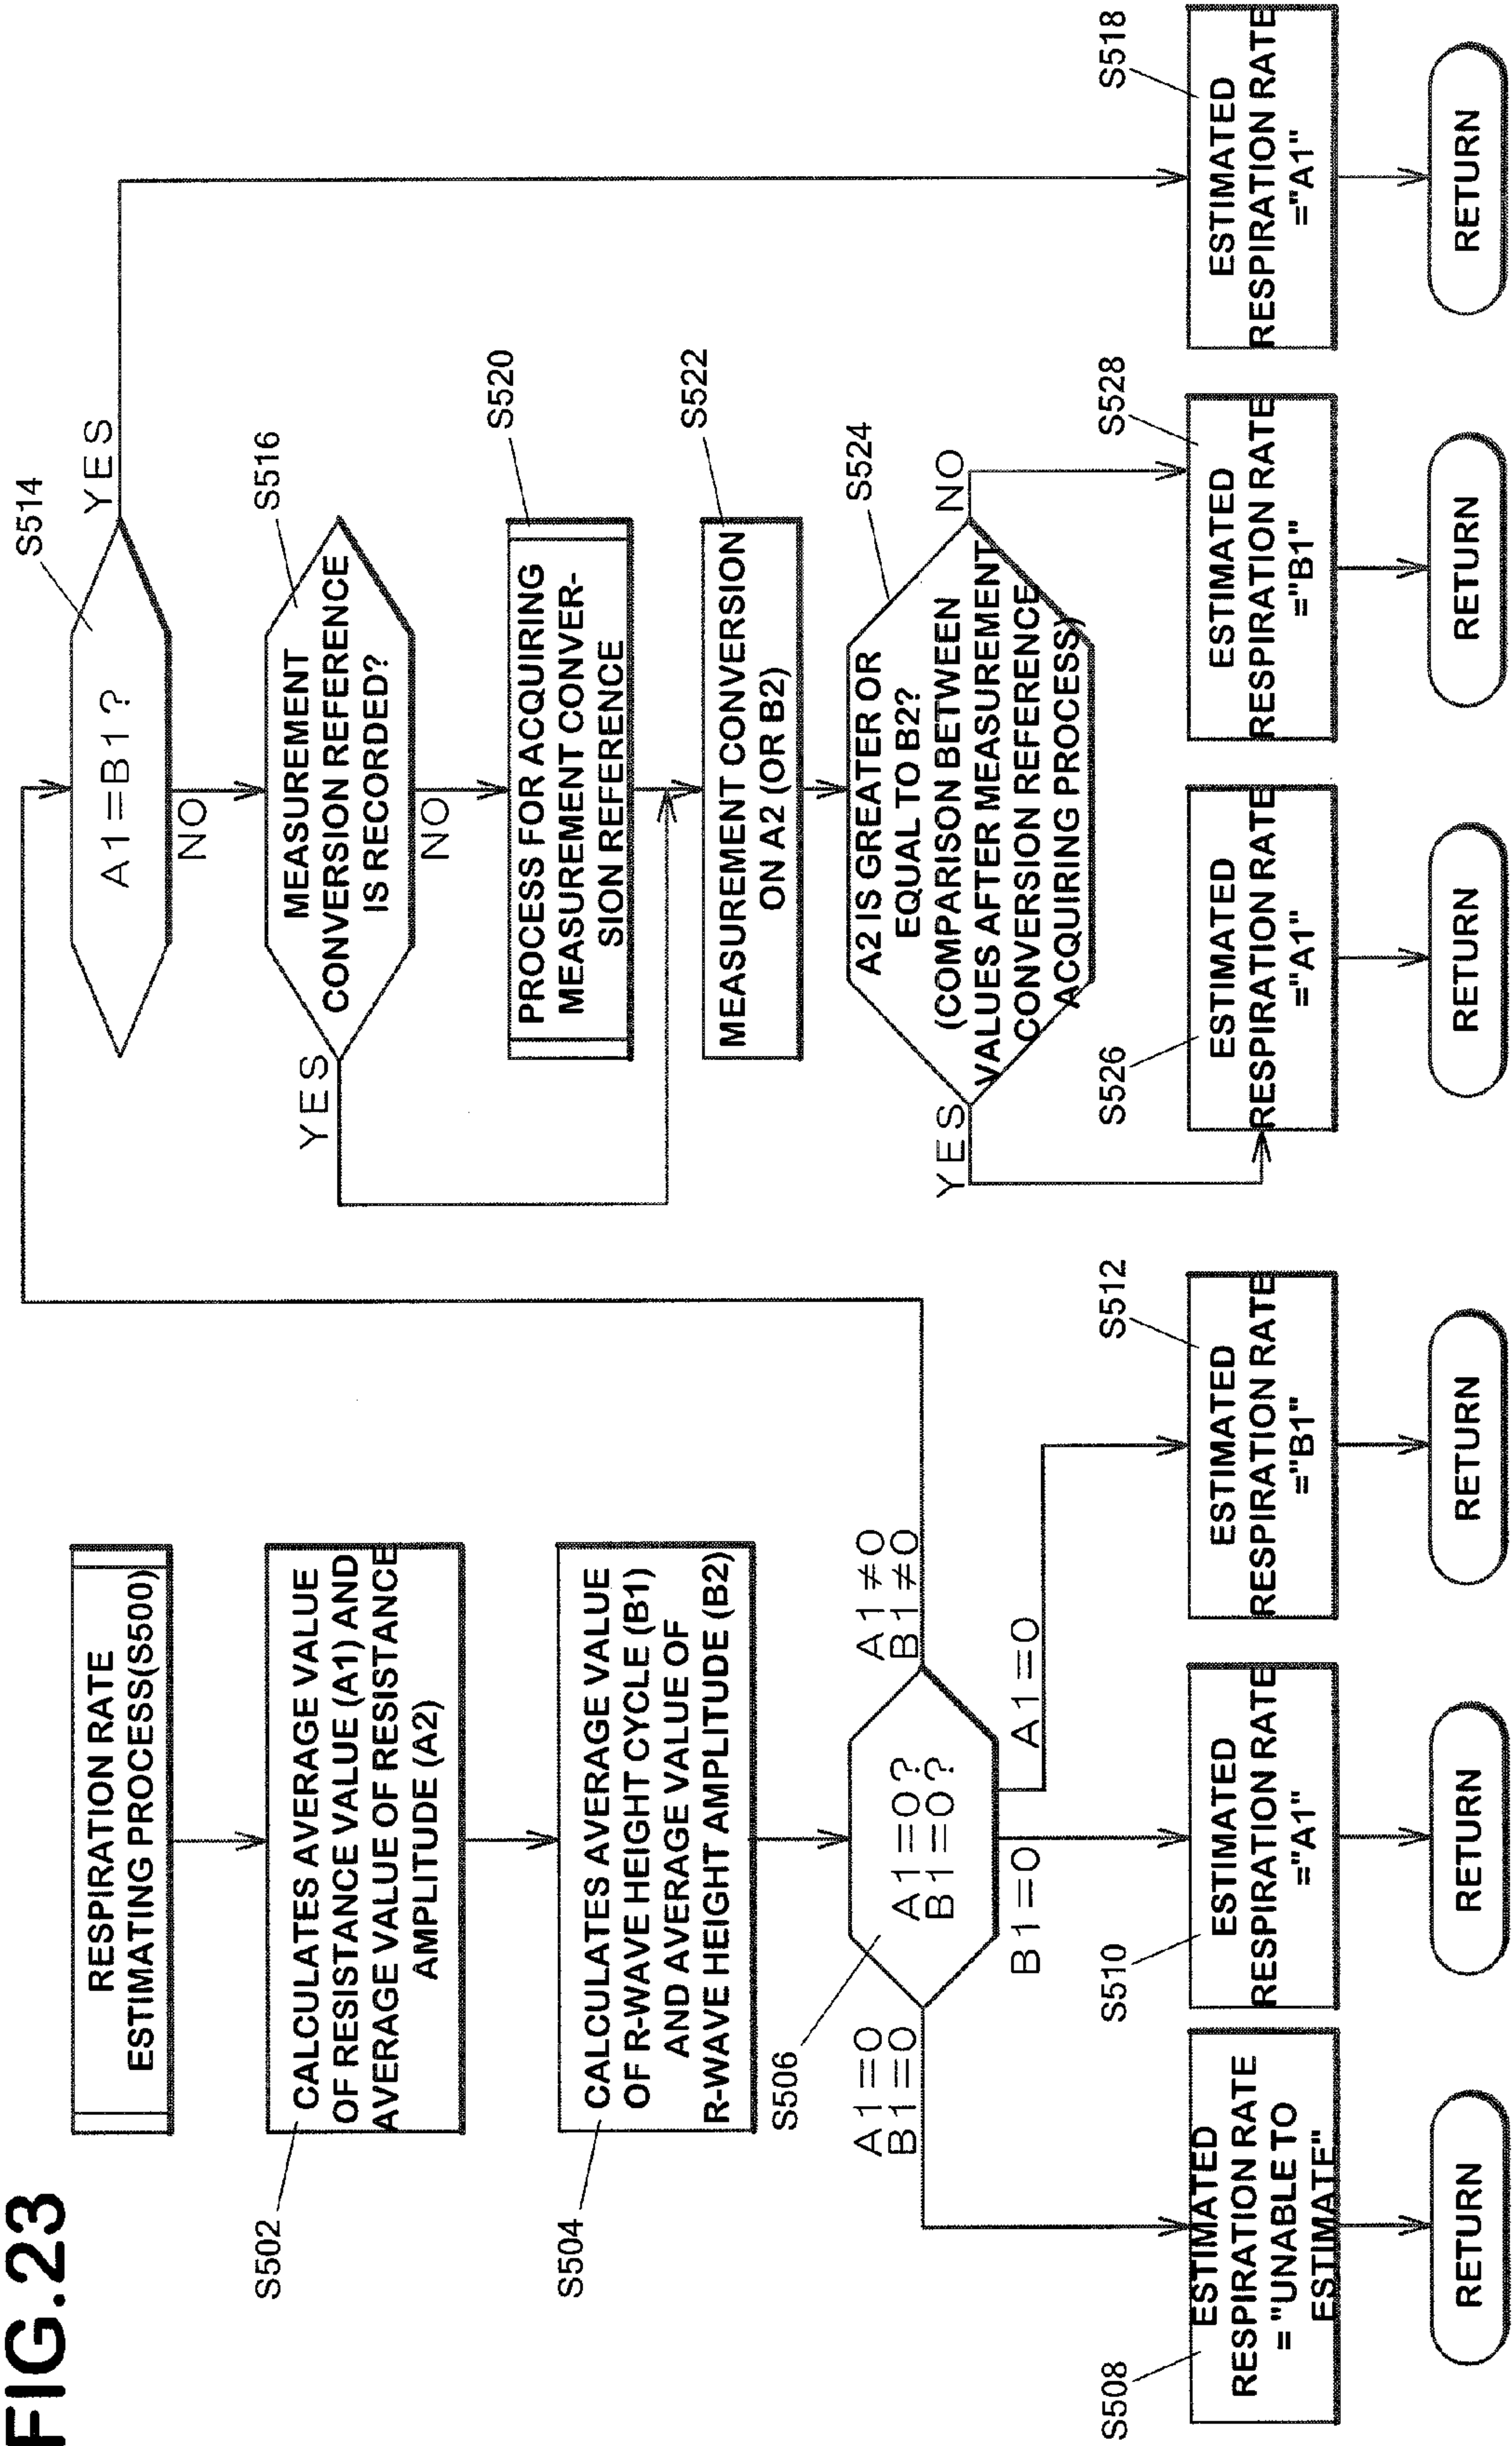 FIG.23
RESPIRATION RATE
ESTIMATING PROCESS(S500)
S502
CALCULATES AVERAGE VALUE
OF RESISTANCE VALUE (A1) AND
AVERAGE VALUE OF RESISTANCE
AMPLITUDE (A2)
S504
CALCULATES AVERAGE VALUE
OF R-WAVE HEIGHT CYCLE (B1)
AND AVERAGE VALUE OF
R-WAVE HEIGHT AMPLITUDE (B2)
S506
A1=0?
B1=0?
A1=0
B1=0
B1=0
A1=0
A1≠0
B1≠0
S508
ESTIMATED
RESPIRATION RATE
= "UNABLE TO
ESTIMATE"
RETURN
S510
ESTIMATED
RESPIRATION RATE
="A1"
RETURN
S512
ESTIMATED
RESPIRATION RATE
="B1"
RETURN
S514
A1=B1?
YES
NO
S516
MEASUREMENT
CONVERSION REFERENCE
IS RECORDED?
YES
NO
S520
PROCESS FOR ACQUIRING
MEASUREMENT CONVER-
SION REFERENCE
S522
MEASUREMENT CONVERSION
ON A2 (OR B2)
S524
A2 IS GREATER OR
EQUAL TO B2?
(COMPARISON BETWEEN
VALUES AFTER MEASUREMENT
CONVERSION REFERENCE
ACQUIRING PROCESS)
YES
NO
S526
ESTIMATED
RESPIRATION RATE
="A1"
RETURN
S528
ESTIMATED
RESPIRATION RATE
="B1"
RETURN
S518
ESTIMATED
RESPIRATION RATE
="A1"
RETURN